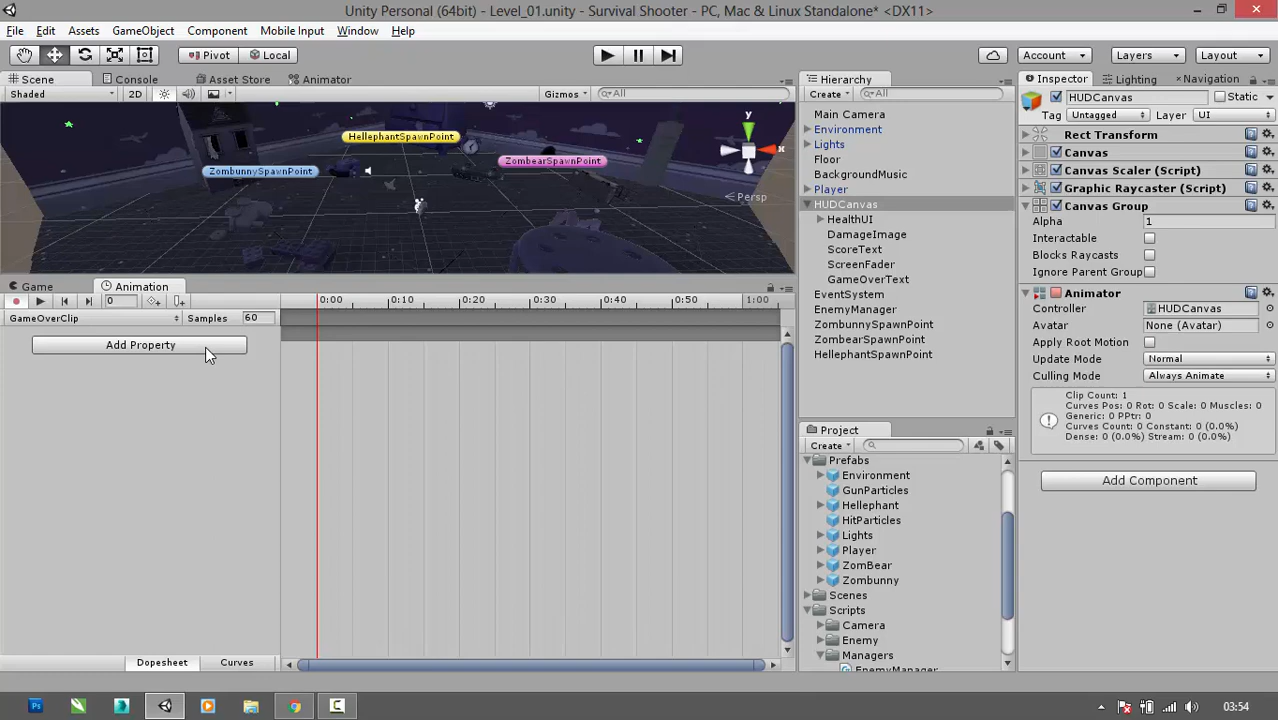 Unity Personal (64bit) - Level_01.unity - Survival Shooter - PC, Mac & Linux Standalone* <DX11>
File Edit Assets GameObject Component Mobile Input Window Help
Pivot Local Account Layers Layout
Scene Console Asset Store Animator
Shaded 2D Gizmos All
HellephantSpawnPoint
ZombunnySpawnPoint
ZombearSpawnPoint
y
x
Persp
Game Animation
0 0:00 0:10 0:20 0:30 0:40 0:50 1:00
GameOverClip Samples 60
Add Property
Dopesheet Curves
Hierarchy
Create All
Main Camera
Environment
Lights
Floor
BackgroundMusic
Player
HUDCanvas
HealthUI
DamageImage
ScoreText
ScreenFader
GameOverText
EventSystem
EnemyManager
ZombunnySpawnPoint
ZombearSpawnPoint
HellephantSpawnPoint
Project
Create
Prefabs
Environment
GunParticles
Hellephant
HitParticles
Lights
Player
ZomBear
Zombunny
Scenes
Scripts
Camera
Enemy
Managers
EnemyManager
Inspector Lighting Navigation
HUDCanvas Static
Tag Untagged Layer UI
Rect Transform
Canvas
Canvas Scaler (Script)
Graphic Raycaster (Script)
Canvas Group
Alpha 1
Interactable
Blocks Raycasts
Ignore Parent Group
Animator
Controller HUDCanvas
Avatar None (Avatar)
Apply Root Motion
Update Mode Normal
Culling Mode Always Animate
Clip Count: 1
Curves Pos: 0 Rot: 0 Scale: 0 Muscles: 0
Generic: 0 PPtr: 0
Curves Count: 0 Constant: 0 (0.0%)
Dense: 0 (0.0%) Stream: 0 (0.0%)
Add Component
Ps
03:54